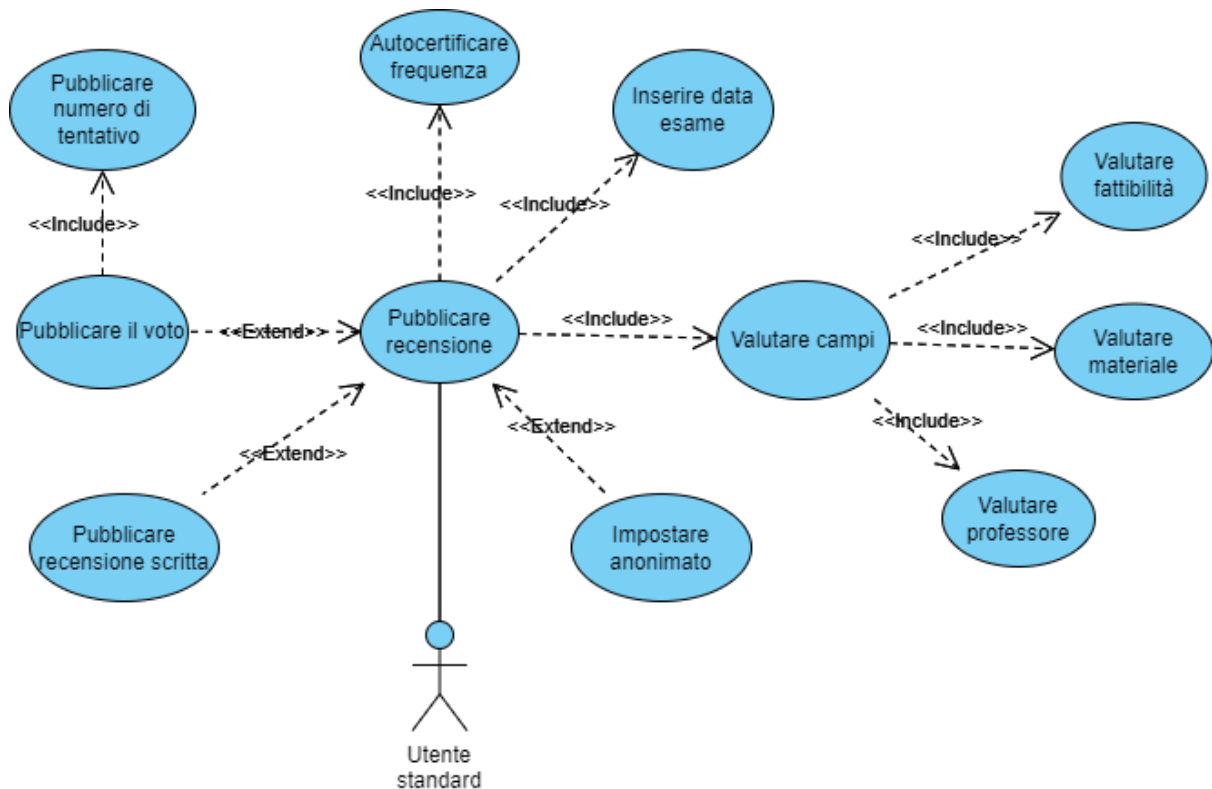 Autocertificare
frequenza
Pubblicare
numero di
tentativo
Inserire data
esame
Valutare
fattibilità
<<Include>>
<<Include>>
<<Include>>
<<Include>>
Pubblicare il voto
<<Extend>>
Pubblicare
recensione
<<Include>>
Valutare campi
<<Include>>
Valutare
materiale
<<Extend>>
<<Extend>>
<<Include>>
Pubblicare
recensione scritta
Impostare
anonimato
Valutare
professore
Utente
standard